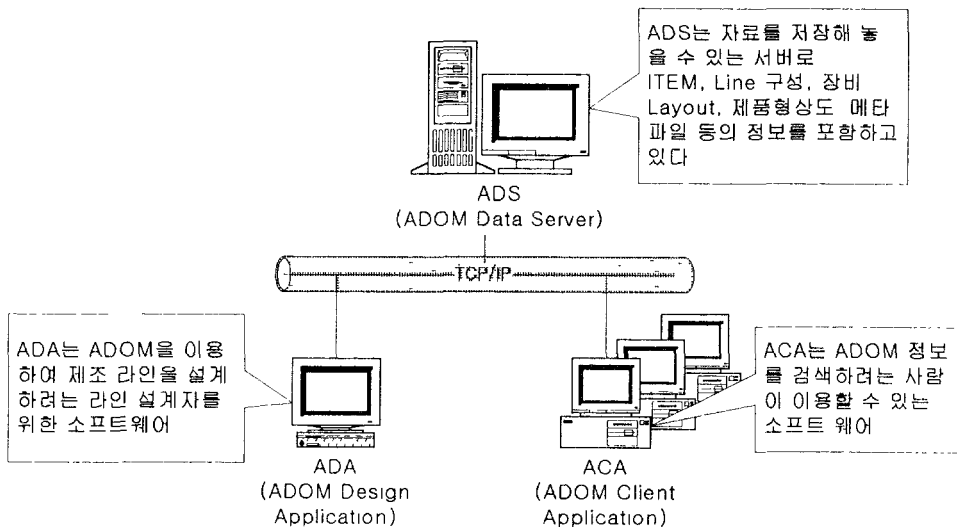 ADS는 자료를 저장해 놓
을 수 있는 서버로
ITEM, Line 구성, 장비
Layout, 제품형상도 메타
파일 등의 정보를 포함하고
있다
ADS
(ADOM Data Server)
TCP/IP
ADA는 ADOM을 이용
하여 제조 라인을 설계
하려는 라인 설계자를
위한 소프트웨어
ACA는 ADOM 정보
를 검색하려는 사람
이 이용할 수 있는
소프트 웨어
ADA
(ADOM Design
Application)
ACA
(ADOM Client
Application)